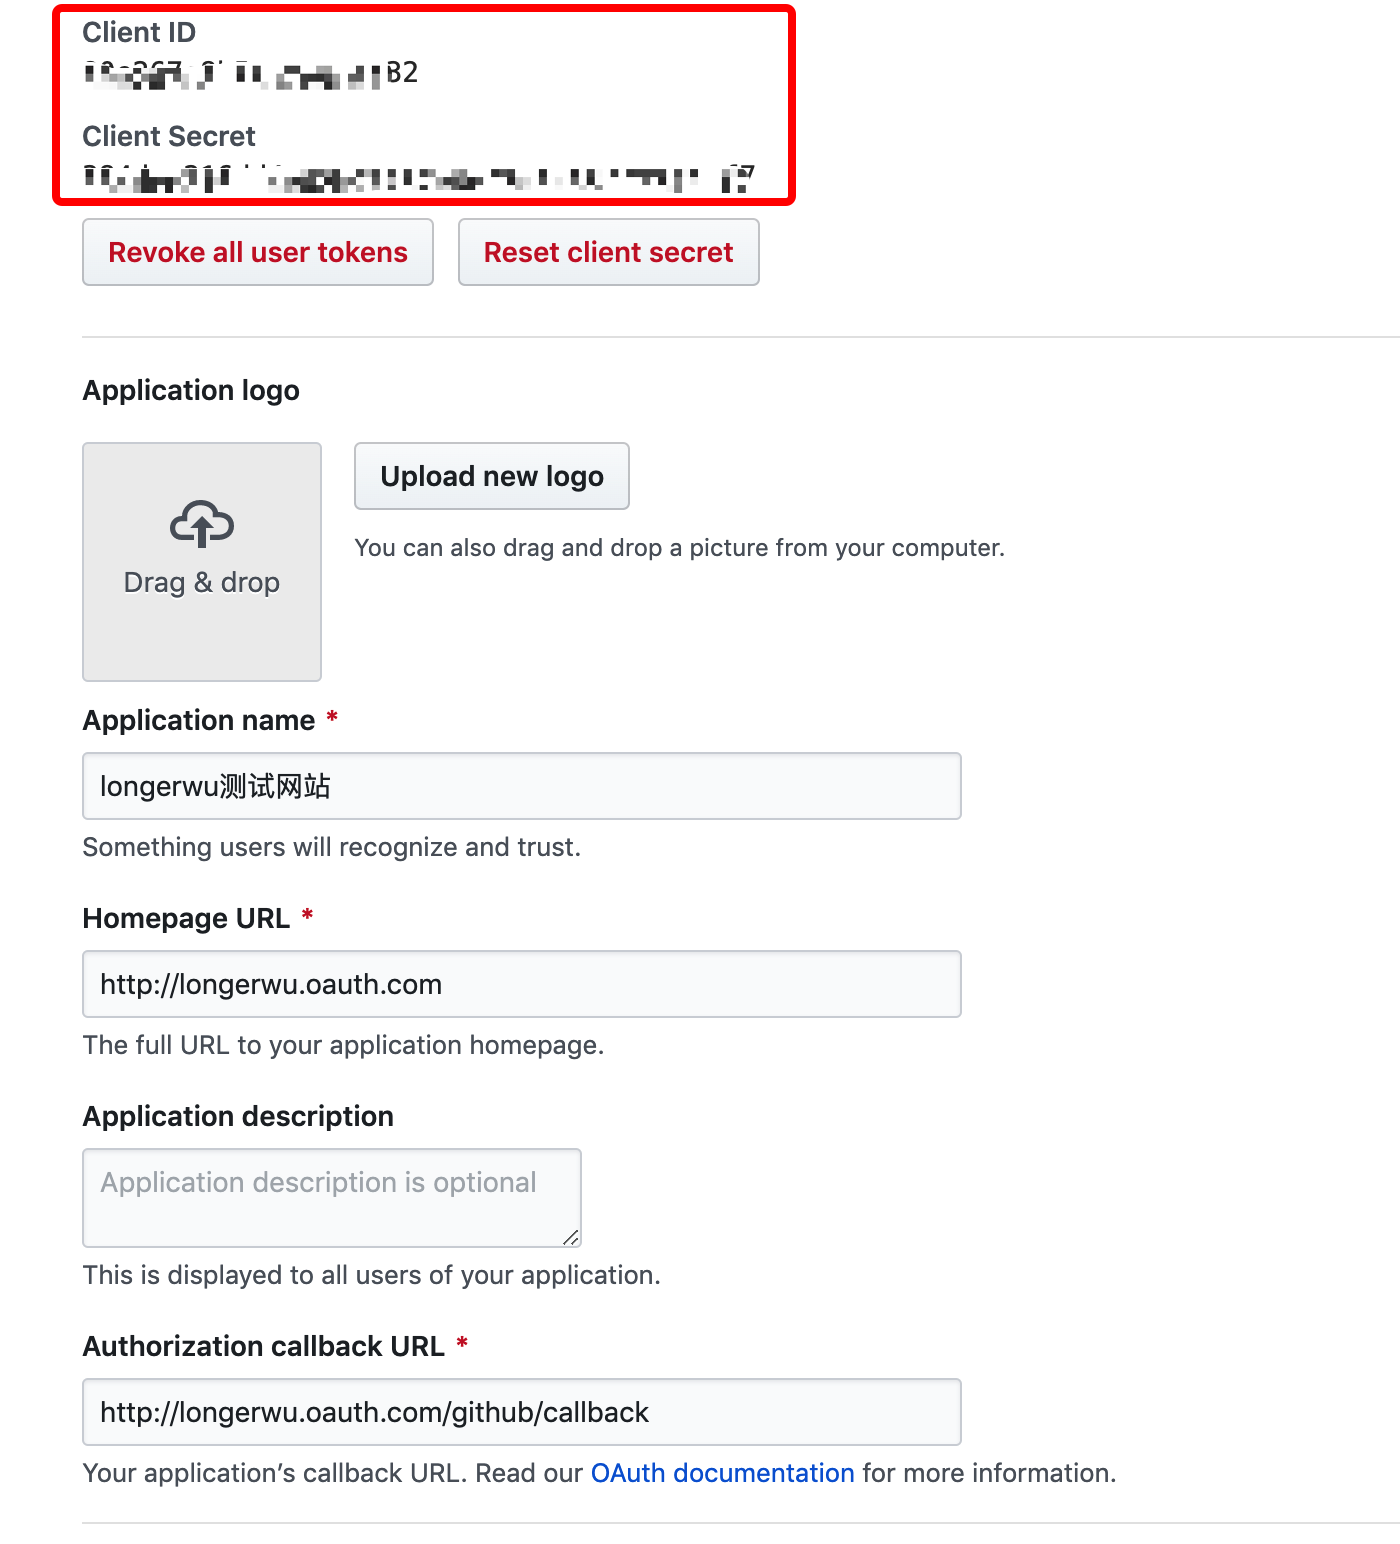 Client ID
Client Secret
Revoke all user tokens
Reset client secret
Application logo
Drag & drop
Upload new logo
You can also drag and drop a picture from your computer.
Application name *
longerwu测试网站
Something users will recognize and trust.
Homepage URL *
http://longerwu.oauth.com
The full URL to your application homepage.
Application description
Application description is optional
This is displayed to all users of your application.
Authorization callback URL *
http://longerwu.oauth.com/github/callback
Your application’s callback URL. Read our OAuth documentation for more information.